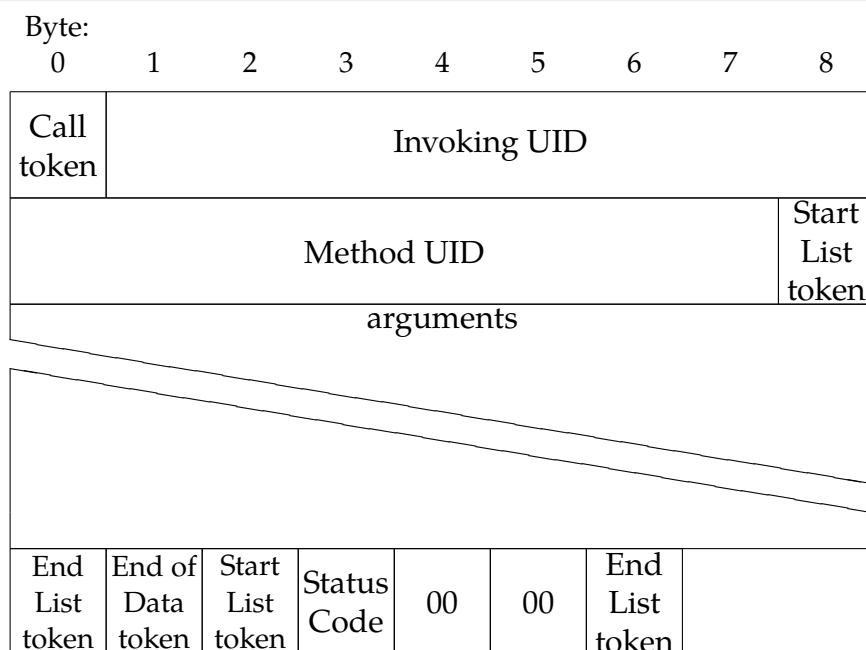 Byte:
0 1 2 3 4 5 6 7 8
Call
token
Invoking UID
Method UID
Start
List
token
arguments
End
List
token
End of
Data
token
Start
List
token
Status
Code
00
00
End
List
token